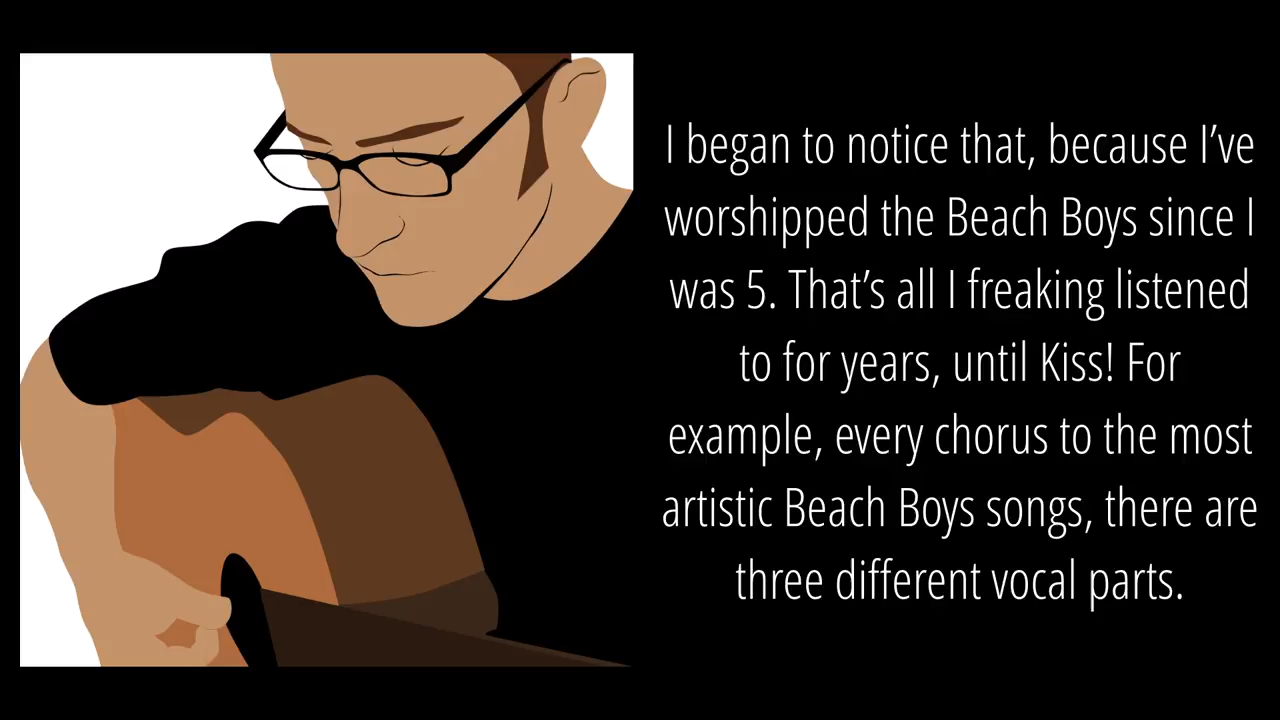 I began to notice that, because I’ve
worshipped the Beach Boys since I
was 5. That’s all I freaking listened
to for years, until Kiss! For
example, every chorus to the most
artistic Beach Boys songs, there are
three different vocal parts.